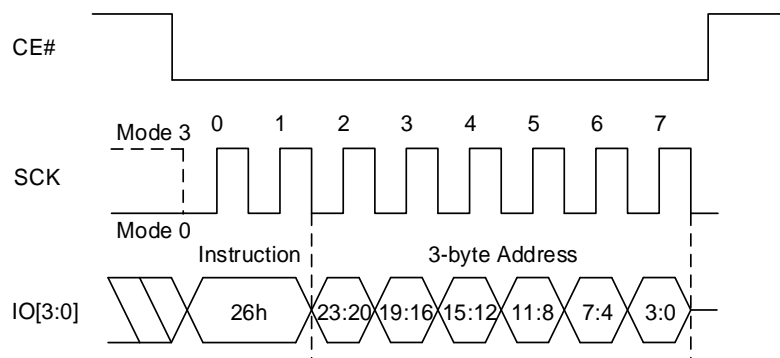 CE#
0 1 2 3 4 5 6 7
Mode 3
SCK
Mode 0
Instruction 3-byte Address
IO[3:0] 26h 23:20 19:16 15:12 11:8 7:4 3:0